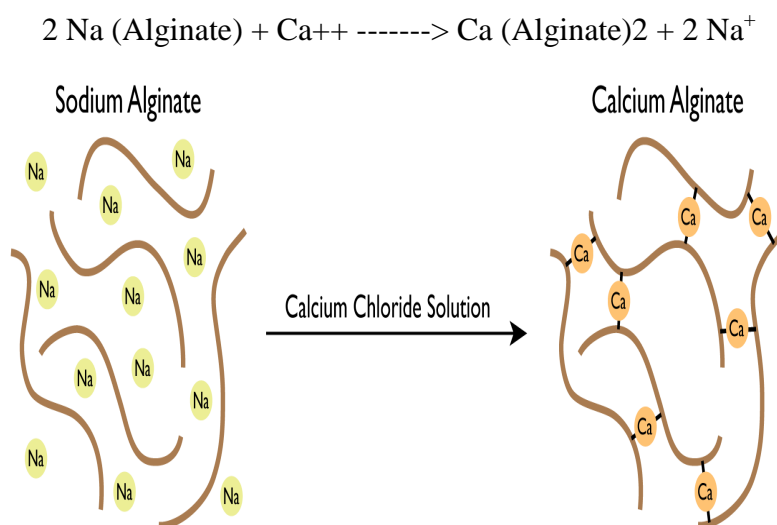 2 Na (Alginate) + Ca++ -------> Ca (Alginate)2 + 2 Na⁺
Sodium Alginate
Calcium Alginate
Na
Na
Na
Na
Na
Na
Na
Na
Na
Na
Na
Na
Calcium Chloride Solution
Ca
Ca
Ca
Ca
Ca
Ca
Ca